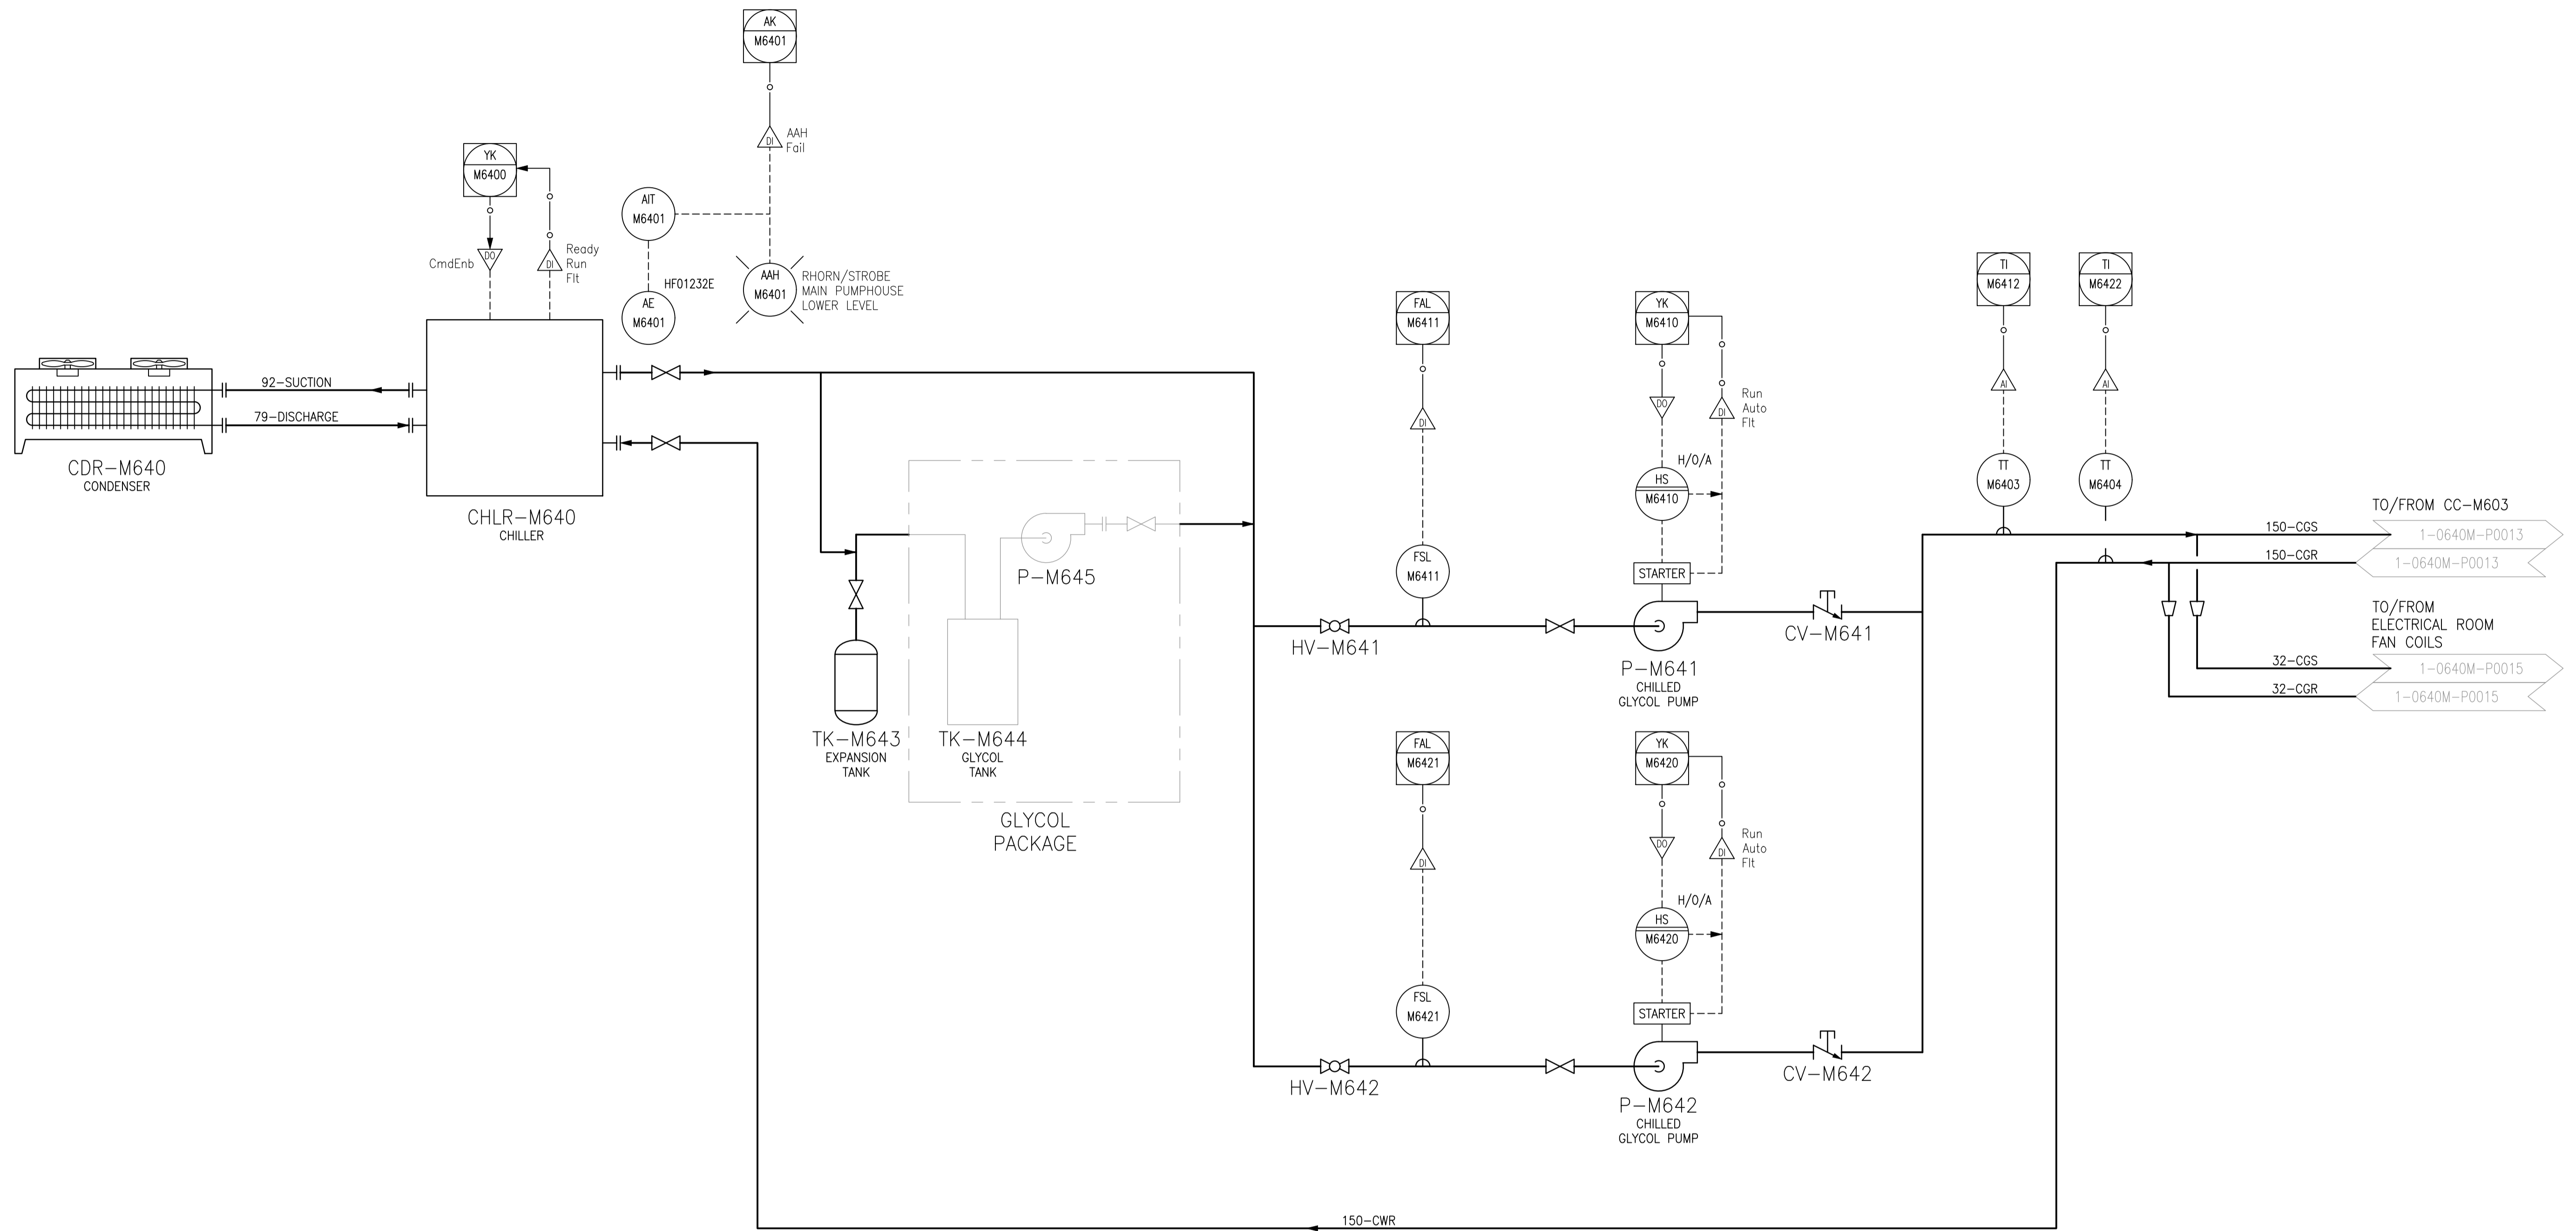 AK
M6401
DI
AAH
Fail
YK
M6400
DO
CmdEnb
DI
Ready
Run
Flt
AIT
M6401
HF01232E
AE
M6401
AAH
M6401
RHORN/STROBE
MAIN PUMPHOUSE
LOWER LEVEL
92-SUCTION
79-DISCHARGE
CDR-M640
CONDENSER
CHLR-M640
CHILLER
P-M645
TK-M643
EXPANSION
TANK
TK-M644
GLYCOL
TANK
GLYCOL
PACKAGE
FAL
M6411
DI
FSL
M6411
HV-M641
YK
M6410
DO
DI
Run
Auto
Flt
H/O/A
HS
M6410
STARTER
P-M641
CHILLED
GLYCOL PUMP
CV-M641
FAL
M6421
DI
FSL
M6421
HV-M642
YK
M6420
DO
DI
Run
Auto
Flt
H/O/A
HS
M6420
STARTER
P-M642
CHILLED
GLYCOL PUMP
CV-M642
TI
M6412
AI
TT
M6403
TI
M6422
AI
TT
M6404
TO/FROM CC-M603
150-CGS
1-0640M-P0013
150-CGR
1-0640M-P0013
TO/FROM
ELECTRICAL ROOM
FAN COILS
32-CGS
1-0640M-P0015
32-CGR
1-0640M-P0015
150-CWR